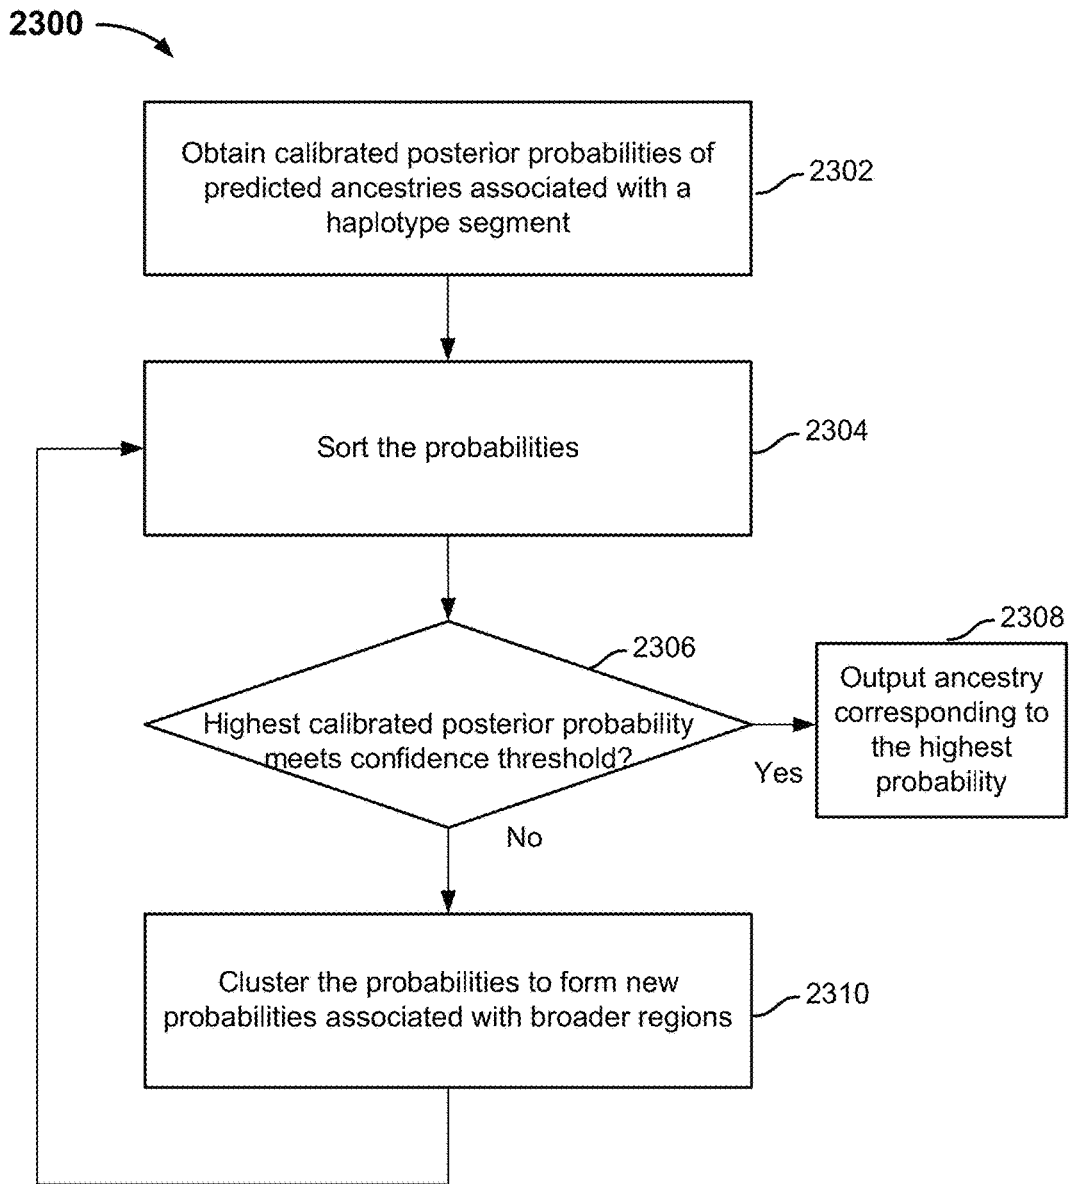 2300
Obtain calibrated posterior probabilities of
predicted ancestries associated with a
haplotype segment
2302
Sort the probabilities
2304
2306
Highest calibrated posterior probability
meets confidence threshold?
Yes
2308
Output ancestry
corresponding to
the highest
probability
No
Cluster the probabilities to form new
probabilities associated with broader regions
2310